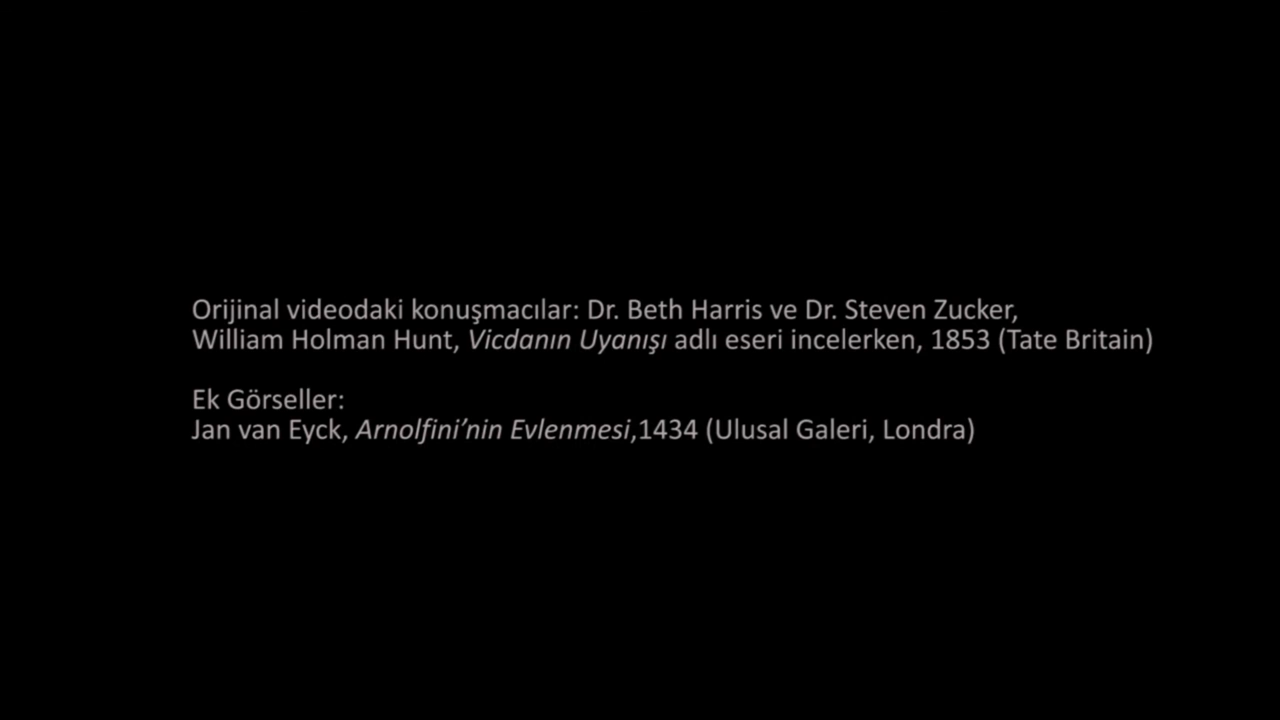 Orijinal videodaki konuşmacılar: Dr. Beth Harris ve Dr. Steven Zucker,
William Holman Hunt, Vicdanın Uyanışı adlı eseri incelerken, 1853 (Tate Britain)
Ek Görseller:
Jan van Eyck, Arnolfini’nin Evlenmesi,1434 (Ulusal Galeri, Londra)